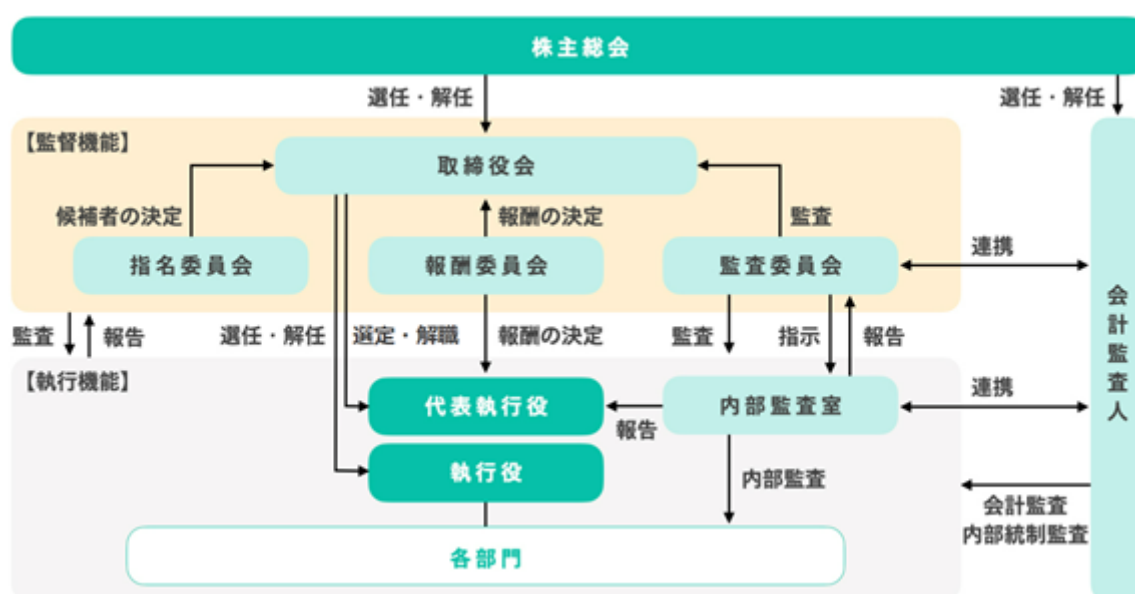 株主総会
選任・解任
選任・解任
【監督機能】
取締役会
候補者の決定
報酬の決定
監査
指名委員会
報酬委員会
監査委員会
連携
会計監査人
監査
報告
選任・解任
選定・解職
報酬の決定
監査
指示
報告
【執行機能】
代表執行役
報告
内部監査室
連携
執行役
内部監査
会計監査
内部統制監査
各部門